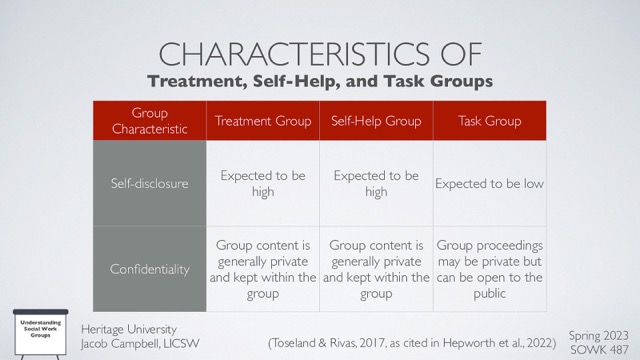 CHARACTERISTICS OF
Treatment, Self-Help, and Task Groups
Group
Characteristic
Treatment Group
Self-Help Group
Task Group
Self-disclosure
Expected to be
high
Expected to be
high
Expected to be low
Confidentiality
Group content is
generally private
and kept within the
group
Group content is
generally private
and kept within the
group
Group proceedings
may be private but
can be open to the
public
Understanding
Social Work
Groups
Heritage University
Jacob Campbell, LICSW
(Toseland & Rivas, 2017, as cited in Hepworth et al., 2022)
Spring 2023
SOWK 487